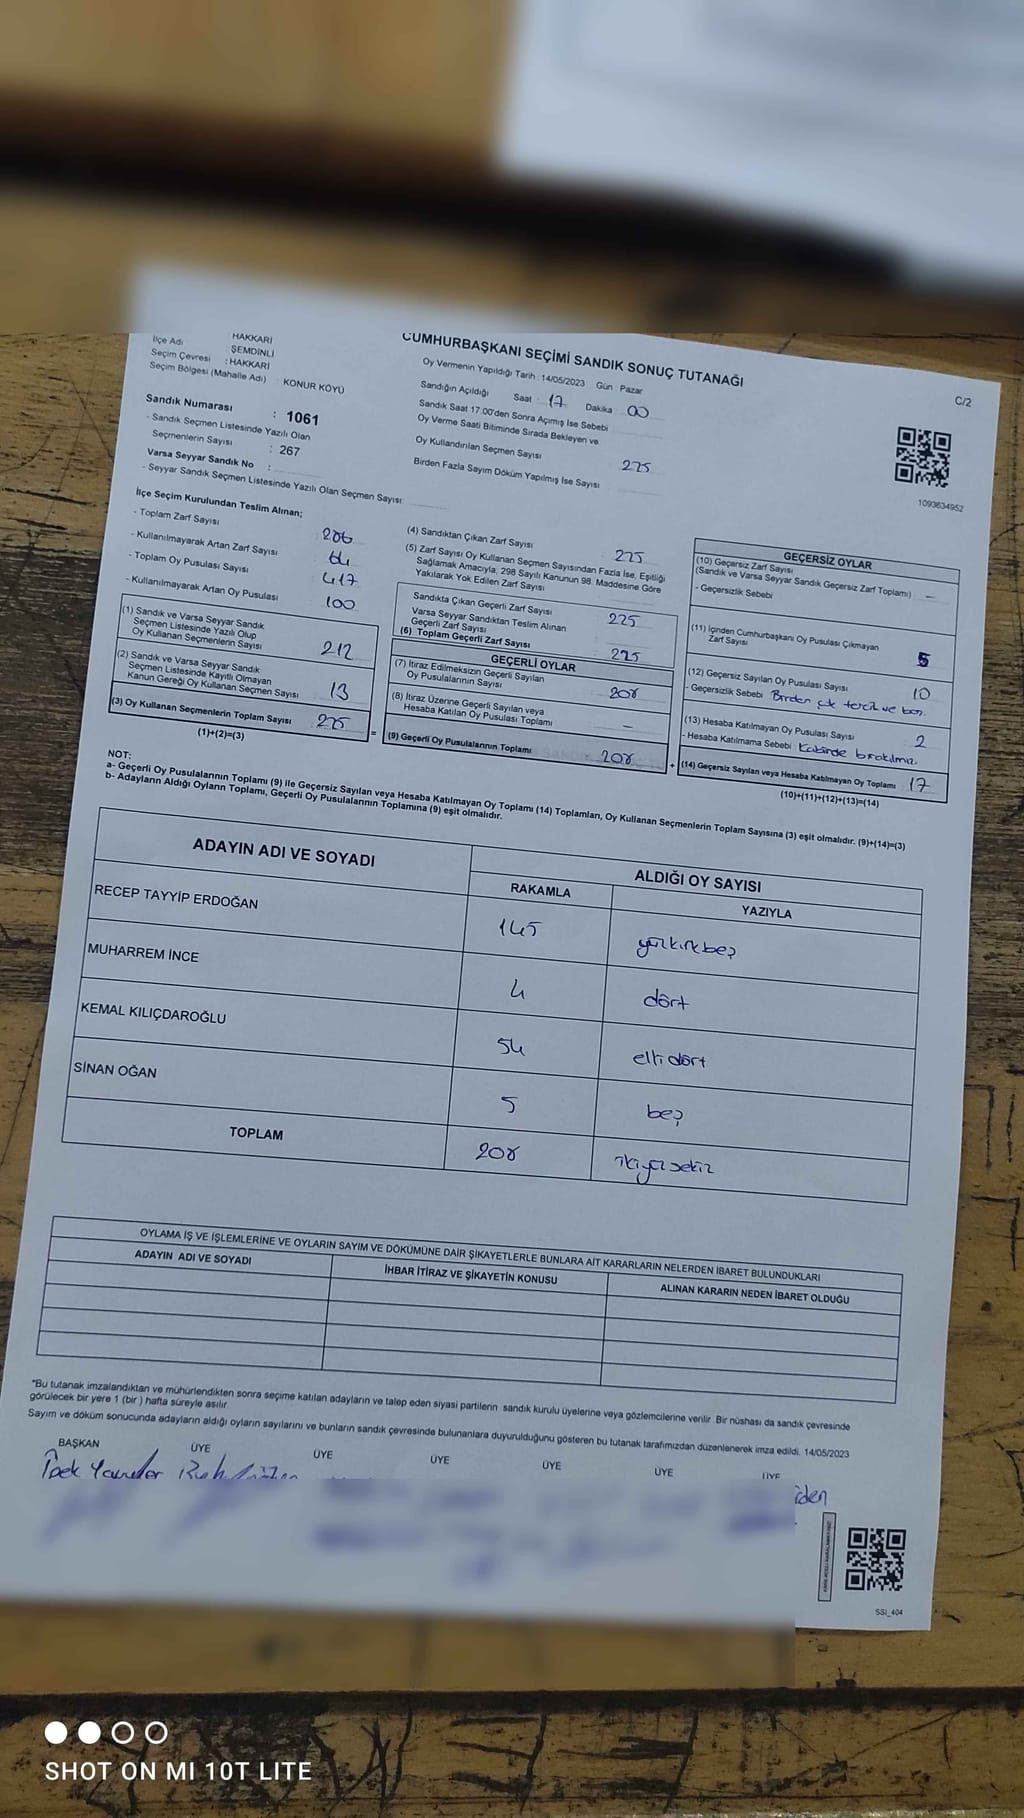 HAKKARİ
İlçe Adı : ŞEMDİNLİ
Seçim Çevresi : HAKKARİ
Seçim Bölgesi (Mahalle Adı) : KONUR KÖYÜ
Sandık Numarası : 1061
- Sandık Seçmen Listesinde Yazılı Olan
Seçmenlerin Sayısı : 267
Varsa Seyyar Sandık No :
- Seyyar Sandık Seçmen Listesinde Yazılı Olan Seçmen Sayısı:
CUMHURBAŞKANI SEÇİMİ SANDIK SONUÇ TUTANAĞI
Oy Vermenin Yapıldığı Tarih : 14/05/2023 Gün : Pazar
Sandığın Açıldığı Saat 17 Dakika 00
Sandık Saat 17.00'den Sonra Açımış İse Sebebi
Oy Verme Saati Bitiminde Sırada Bekleyen ve
Oy Kullandırılan Seçmen Sayısı 225
Birden Fazla Sayım Döküm Yapılmış İse Sayısı
C/2
1093634952
İlçe Seçim Kurulundan Teslim Alınan;
- Toplam Zarf Sayısı
- Kullanılmayarak Artan Zarf Sayısı
- Toplam Oy Pusulası Sayısı 417
- Kullanılmayarak Artan Oy Pusulası 100
(1) Sandık ve Varsa Seyyar Sandık
Seçmen Listesinde Yazılı Olup
Oy Kullanan Seçmenlerin Sayısı 212
(2) Sandık ve Varsa Seyyar Sandık
Seçmen Listesinde Kayıtlı Olmayan
Kanun Gereği Oy Kullanan Seçmen Sayısı 13
(3) Oy Kullanan Seçmenlerin Toplam Sayısı 225
(1)+(2)=(3)
=
(4) Sandıktan Çıkan Zarf Sayısı 225
(5) Zarf Sayısı Oy Kullanan Seçmen Sayısından Fazla İse, Eşitliği
Sağlamak Amacıyla, 298 Sayılı Kanunun 98. Maddesine Göre
Yakılarak Yok Edilen Zarf Sayısı
Sandıkta Çıkan Geçerli Zarf Sayısı 225
Varsa Seyyar Sandıktan Teslim Alınan
Geçerli Zarf Sayısı
(6) Toplam Geçerli Zarf Sayısı 225
GEÇERLİ OYLAR
(7) İtiraz Edilmeksizin Geçerli Sayılan
Oy Pusulalarının Sayısı 208
(8) İtiraz Üzerine Geçerli Sayılan veya
Hesaba Katılan Oy Pusulası Toplamı -
(9) Geçerli Oy Pusulalarının Toplamı 208
+
GEÇERSİZ OYLAR
(10) Geçersiz Zarf Sayısı
(Sandık ve Varsa Seyyar Sandık Geçersiz Zarf Toplamı) -
- Geçersizlik Sebebi
(11) İçinden Cumhurbaşkanı Oy Pusulası Çıkmayan
Zarf Sayısı 5
(12) Geçersiz Sayılan Oy Pusulası Sayısı 10
- Geçersizlik Sebebi Birden çok tercih ve boş.
(13) Hesaba Katılmayan Oy Pusulası Sayısı 2
- Hesaba Katılmama Sebebi Kabinde bırakılmış.
(14) Geçersiz Sayılan veya Hesaba Katılmayan Oy Toplamı 17
(10)+(11)+(12)+(13)=(14)
NOT:
a- Geçerli Oy Pusulalarının Toplamı (9) ile Geçersiz Sayılan veya Hesaba Katılmayan Oy Toplamı (14) Toplamları, Oy Kullanan Seçmenlerin Toplam Sayısına (3) eşit olmalıdır. (9)+(14)=(3)
b- Adayların Aldığı Oyların Toplamı, Geçerli Oy Pusulalarının Toplamına (9) eşit olmalıdır.
ADAYIN ADI VE SOYADI
ALDIĞI OY SAYISI
RAKAMLA YAZIYLA
RECEP TAYYİP ERDOĞAN 145 yüzkırkbeş
MUHARREM İNCE 4 dört
KEMAL KILIÇDAROĞLU 54 elli dört
SİNAN OĞAN 5 beş
TOPLAM 208 ikiyüzsekiz
OYLAMA İŞ VE İŞLEMLERİNE VE OYLARIN SAYIM VE DÖKÜMÜNE DAİR ŞİKAYETLERLE BUNLARA AİT KARARLARIN NELERDEN İBARET BULUNDUKLARI
ADAYIN ADI VE SOYADI İHBAR İTİRAZ VE ŞİKAYETİN KONUSU ALINAN KARARIN NEDEN İBARET OLDUĞU
*Bu tutanak imzalandıktan ve mühürlendikten sonra seçime katılan adayların ve talep eden siyasi partilerin sandık kurulu üyelerine veya gözlemcilerine verilir. Bir nüshası da sandık çevresinde
görülecek bir yere 1 (bir ) hafta süreyle asılır.
Sayım ve döküm sonucunda adayların aldığı oyların sayılarını ve bunların sandık çevresinde bulunanlara duyurulduğunu gösteren bu tutanak tarafımızdan düzenlenerek imza edildi. 14/05/2023
BAŞKAN ÜYE ÜYE ÜYE ÜYE ÜYE ÜYE
İpek
SSI_404
SHOT ON MI 10T LITE